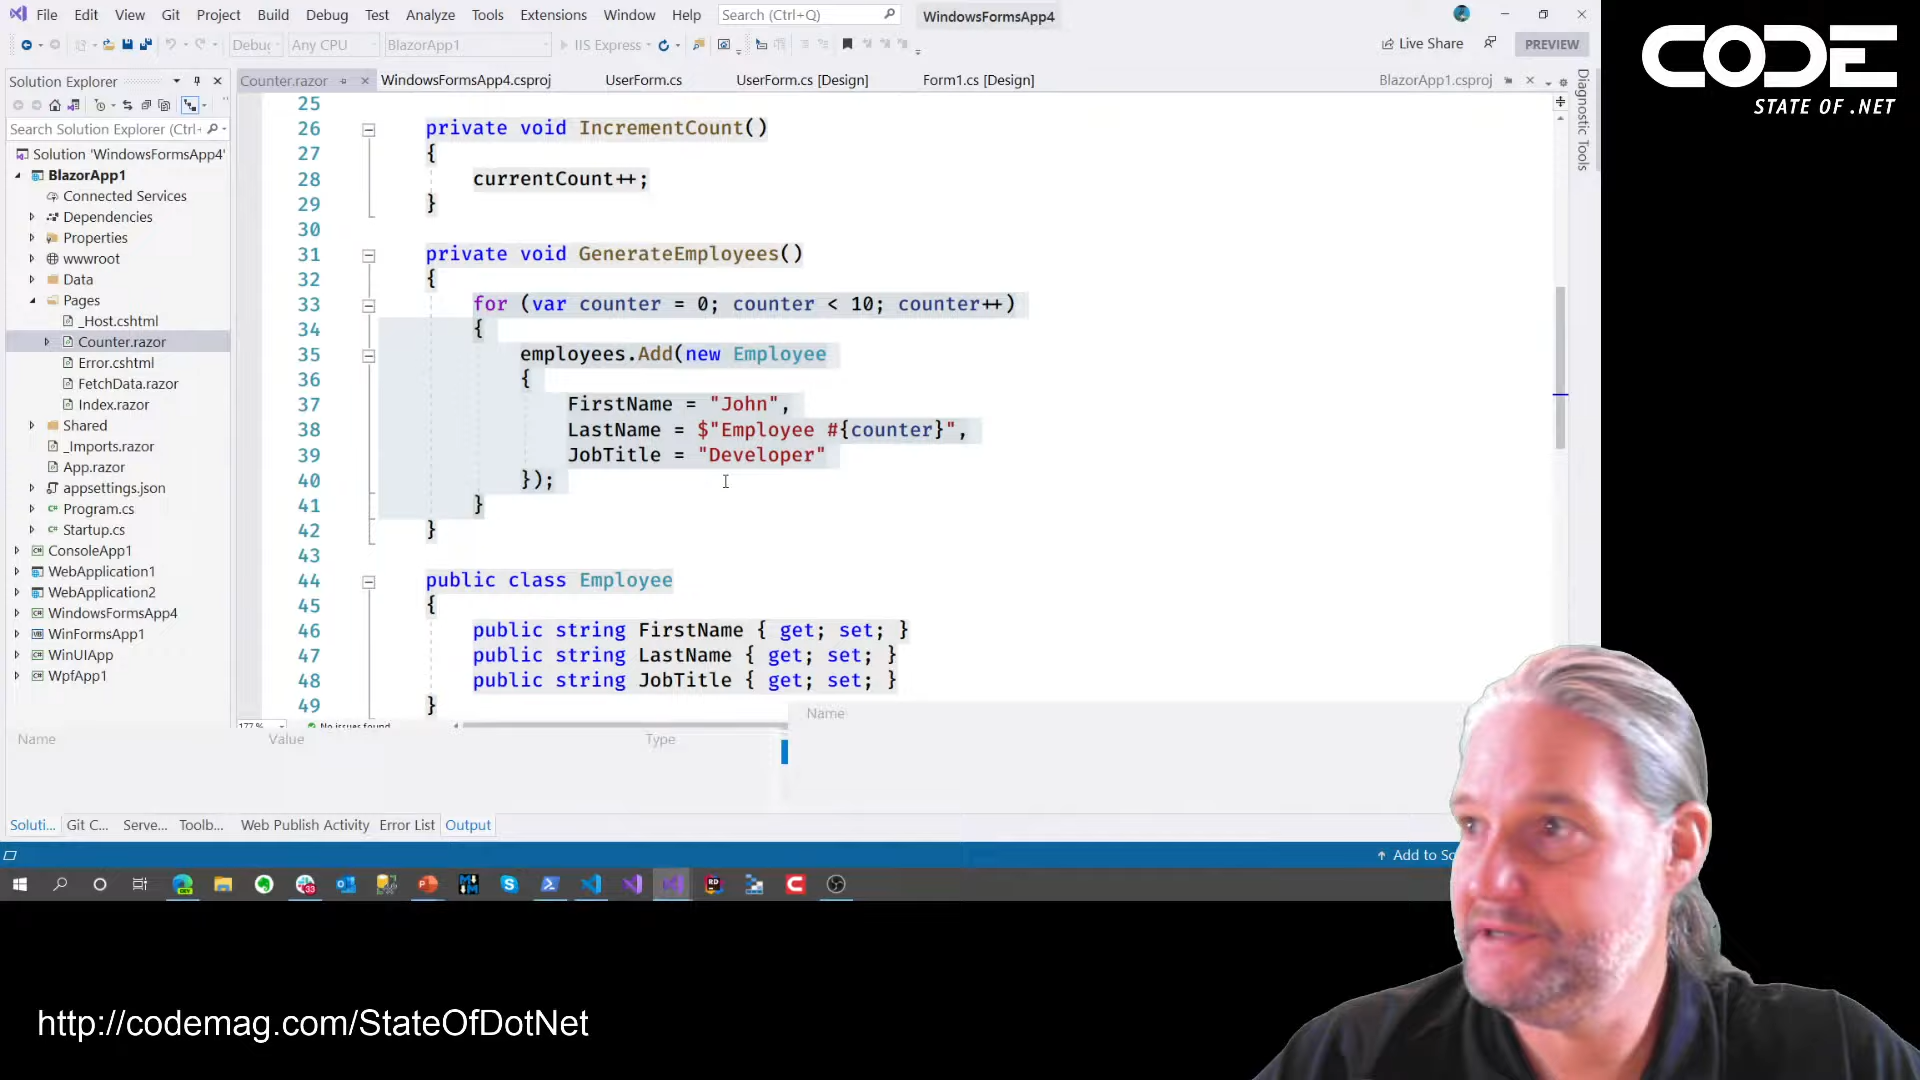 File Edit View Git Project Build Debug Test Analyze Tools Extensions Window Help Search (Ctrl+Q) WindowsFormsApp4
Debug Any CPU BlazorApp1 IIS Express Live Share PREVIEW
Solution Explorer
Counter.razor WindowsFormsApp4.csproj UserForm.cs UserForm.cs [Design] Form1.cs [Design] BlazorApp1.csproj
Search Solution Explorer (Ctrl+
Solution 'WindowsFormsApp4'
BlazorApp1
Connected Services
Dependencies
Properties
wwwroot
Data
Pages
_Host.cshtml
Counter.razor
Error.cshtml
FetchData.razor
Index.razor
Shared
_Imports.razor
App.razor
appsettings.json
Program.cs
Startup.cs
ConsoleApp1
WebApplication1
WebApplication2
WindowsFormsApp4
WinFormsApp1
WinUIApp
WpfApp1
25
26 private void IncrementCount()
27 {
28 currentCount++;
29 }
30
31 private void GenerateEmployees()
32 {
33 for (var counter = 0; counter < 10; counter++)
34 {
35 employees.Add(new Employee
36 {
37 FirstName = "John",
38 LastName = $"Employee #{counter}",
39 JobTitle = "Developer"
40 });
41 }
42 }
43
44 public class Employee
45 {
46 public string FirstName { get; set; }
47 public string LastName { get; set; }
48 public string JobTitle { get; set; }
49 }
177 % No issues found
Name Value Type
Name
Diagnostic Tools
Soluti... Git C... Serve... Toolb... Web Publish Activity Error List Output
Add to So
33
CODE
STATE OF .NET
http://codemag.com/StateOfDotNet